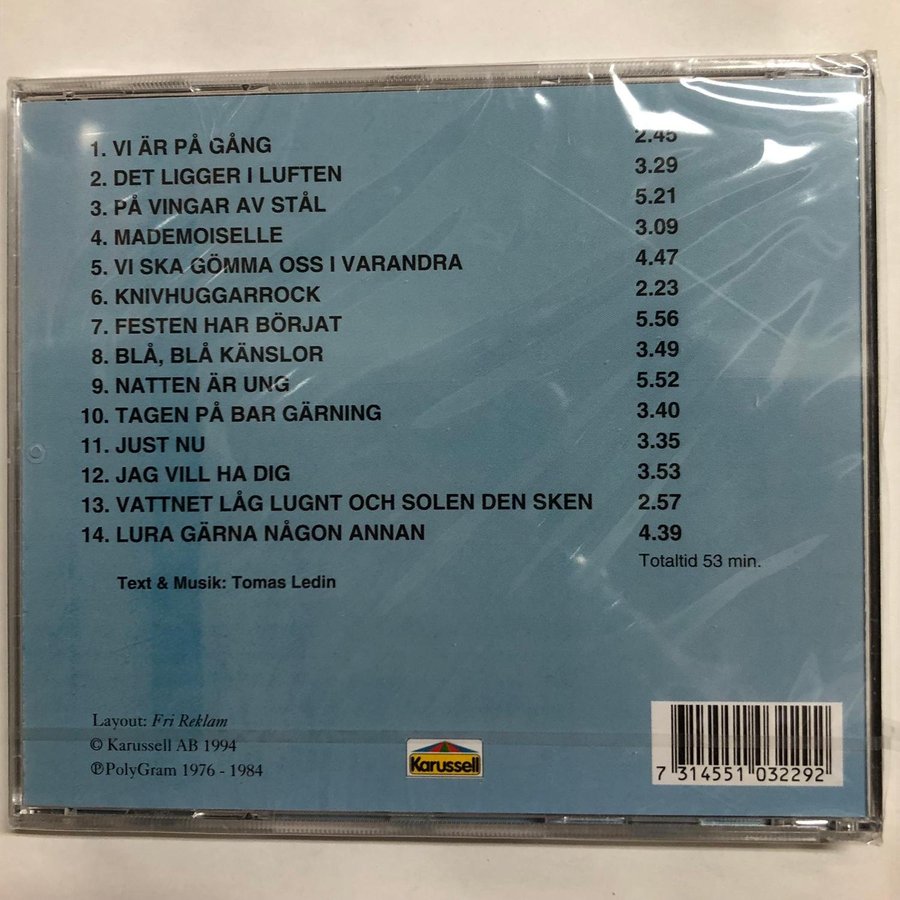 1. VI ÄR PÅ GÅNG 2.45
2. DET LIGGER I LUFTEN 3.29
3. PÅ VINGAR AV STÅL 5.21
4. MADEMOISELLE 3.09
5. VI SKA GÖMMA OSS I VARANDRA 4.47
6. KNIVHUGGARROCK 2.23
7. FESTEN HAR BÖRJAT 5.56
8. BLÅ, BLÅ KÄNSLOR 3.49
9. NATTEN ÄR UNG 5.52
10. TAGEN PÅ BAR GÄRNING 3.40
11. JUST NU 3.35
12. JAG VILL HA DIG 3.53
13. VATTNET LÅG LUGNT OCH SOLEN DEN SKEN 2.57
14. LURA GÄRNA NÅGON ANNAN 4.39
Totaltid 53 min.
Text & Musik: Tomas Ledin
Layout: Fri Reklam
© Karussell AB 1994
℗PolyGram 1976 - 1984
Karussell
7 314551 032292